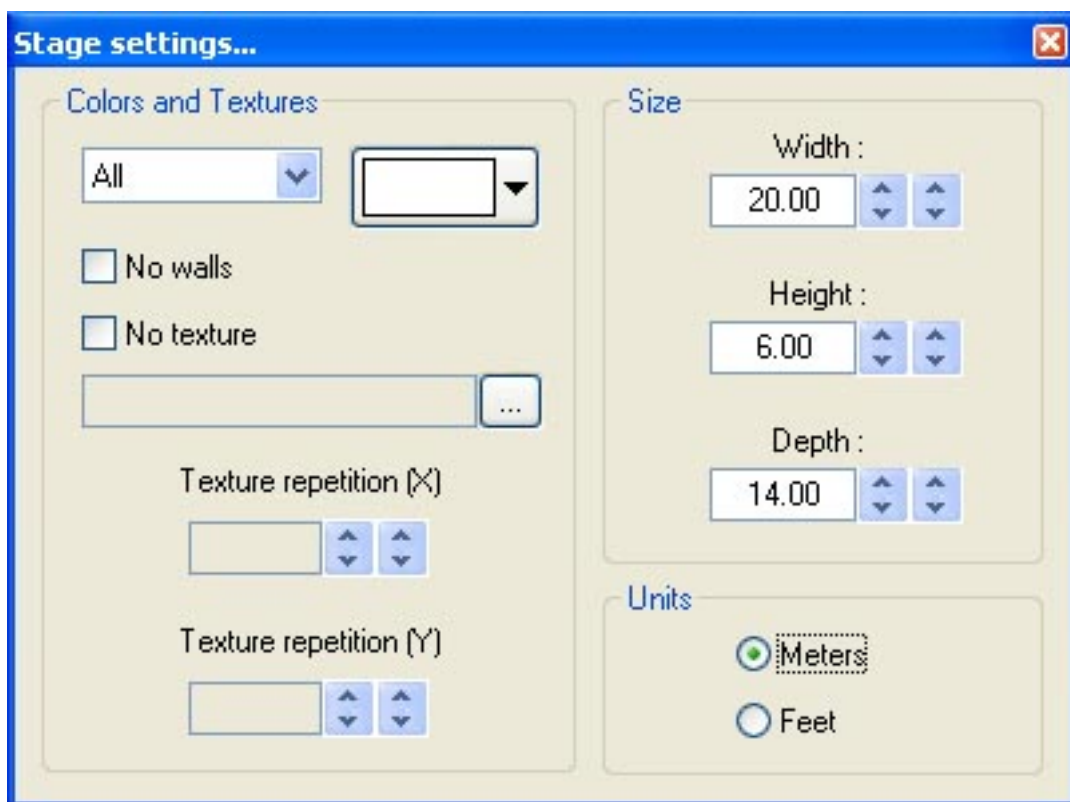 Stage settings...
Colors and Textures
All
No walls
No texture
...
Texture repetition (X)
Texture repetition (Y)
Size
Width :
20.00
Height :
6.00
Depth :
14.00
Units
Meters
Feet